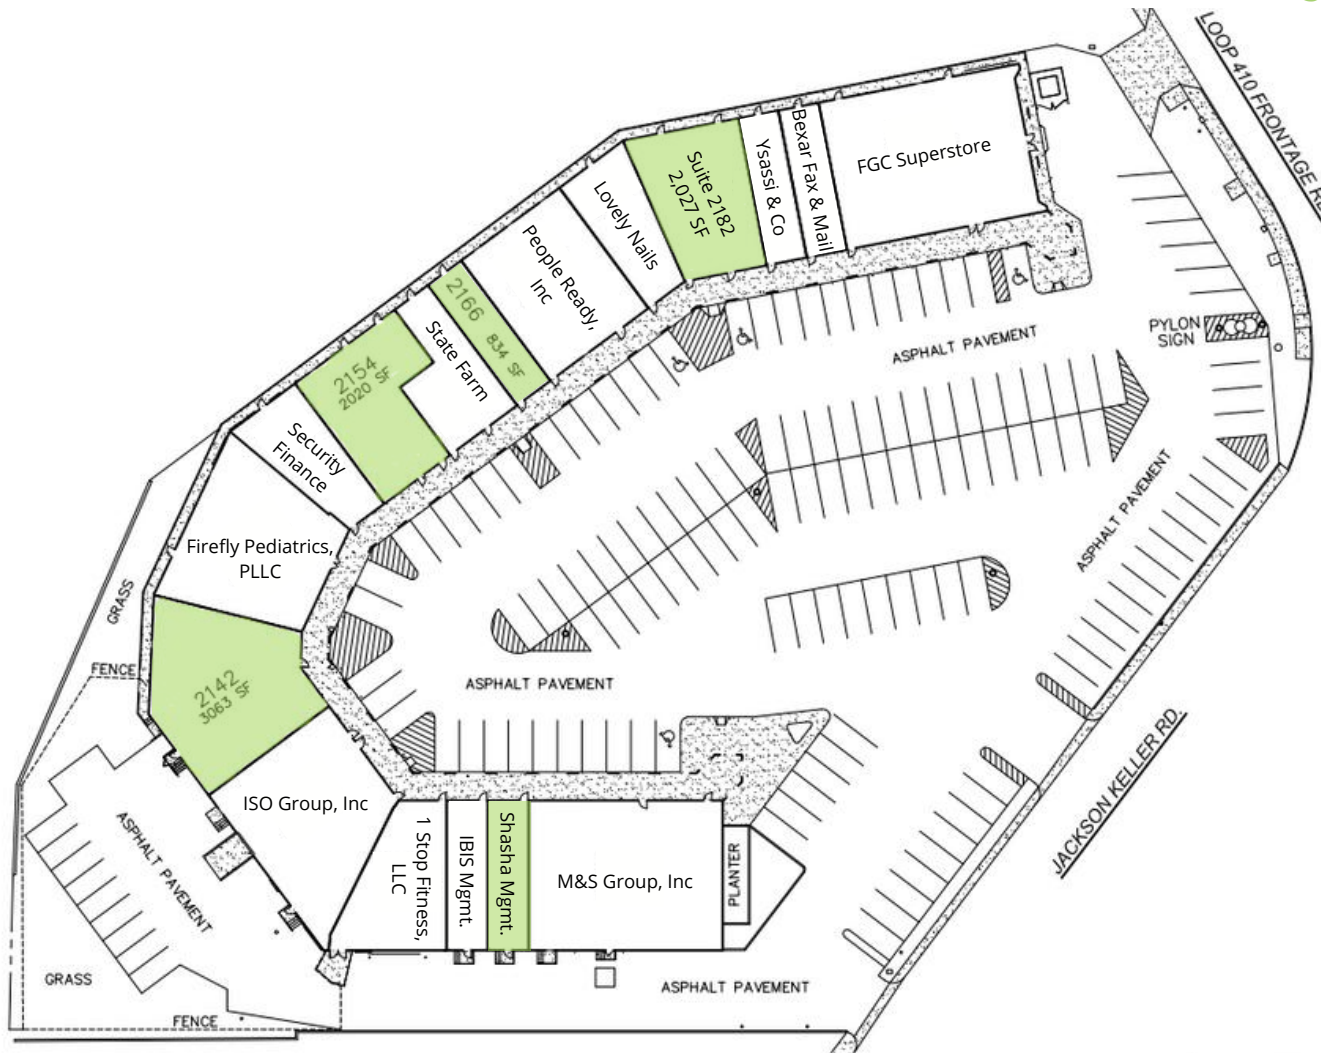 LOOP 410 FRONTAGE
FGC Superstore
Bexar Fax & Mail
Ysassi & Co
Suite 2182
2,027 SF
Lovely Nails
People Ready,
Inc
2166 834 SF
State Farm
2154
2020 SF
Security
Finance
Firefly Pediatrics,
PLLC
2142
3063 SF
ISO Group, Inc
1 Stop Fitness,
LLC
IBIS Mgmt.
Shasha Mgmt.
M&S Group, Inc
PLANTER
PYLON
SIGN
ASPHALT PAVEMENT
ASPHALT PAVEMENT
ASPHALT PAVEMENT
JACKSON KELLER RD.
GRASS
FENCE
ASPHALT PAVEMENT
GRASS
FENCE
ASPHALT PAVEMENT